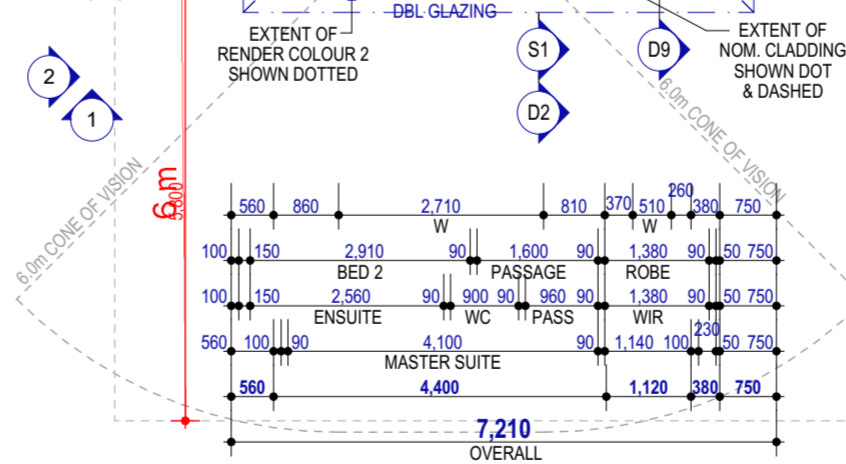 DBL GLAZING
EXTENT OF
RENDER COLOUR 2
SHOWN DOTTED
EXTENT OF
NOM. CLADDING
SHOWN DOT
& DASHED
S1
D9
D2
2
1
6.0m CONE OF VISION
6.0m CONE OF VISION
6 m
560 860 2,710 810 370 510 260 380 750
W W
100 150 2,910 90 1,600 90 1,380 90 50 750
BED 2 PASSAGE ROBE
100 150 2,560 90 900 90 960 90 1,380 90 50 750
ENSUITE WC PASS WIR
560 100 90 4,100 90 1,140 100 230 50 750
MASTER SUITE
560 4,400 1,120 380 750
7,210
OVERALL